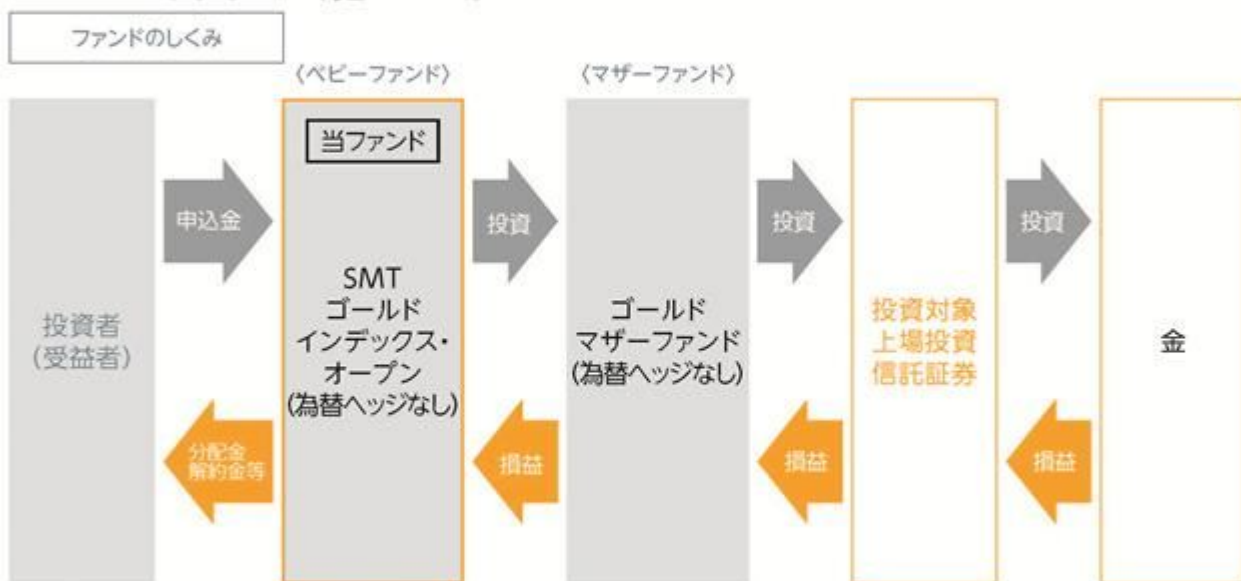 ファンドのしくみ
〈ベビーファンド〉
〈マザーファンド〉
当ファンド
申込金
投資
投資
投資
投資者
(受益者)
SMT
ゴールド
インデックス・
オープン
(為替ヘッジなし)
ゴールド
マザーファンド
(為替ヘッジなし)
投資対象
上場投資
信託証券
金
分配金
解約金等
損益
損益
損益